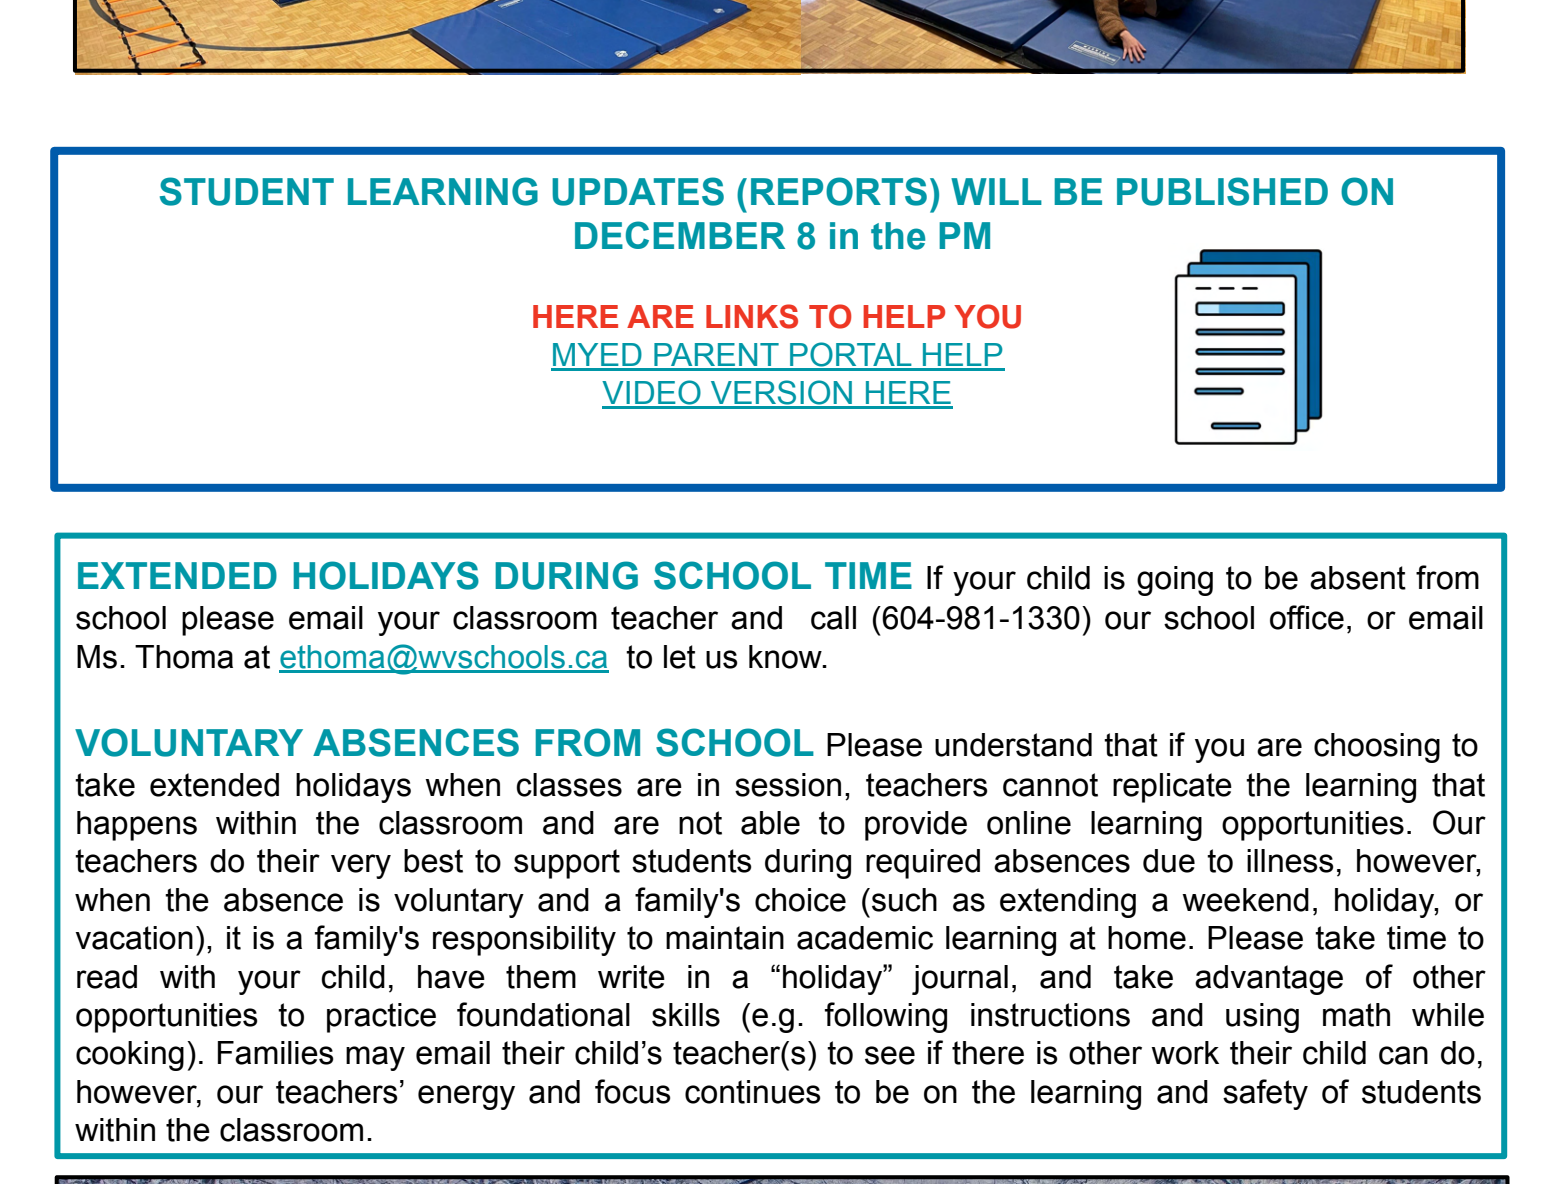 STUDENT LEARNING UPDATES (REPORTS) WILL BE PUBLISHED ON
DECEMBER 8 in the PM
HERE ARE LINKS TO HELP YOU
MYED PARENT PORTAL HELP
VIDEO VERSION HERE
EXTENDED HOLIDAYS DURING SCHOOL TIME If your child is going to be absent from
school please email your classroom teacher and call (604-981-1330) our school office, or email
Ms. Thoma at ethoma@wvschools.ca to let us know.
VOLUNTARY ABSENCES FROM SCHOOL Please understand that if you are choosing to
take extended holidays when classes are in session, teachers cannot replicate the learning that
happens within the classroom and are not able to provide online learning opportunities. Our
teachers do their very best to support students during required absences due to illness, however,
when the absence is voluntary and a family's choice (such as extending a weekend, holiday, or
vacation), it is a family's responsibility to maintain academic learning at home. Please take time to
read with your child, have them write in a “holiday” journal, and take advantage of other
opportunities to practice foundational skills (e.g. following instructions and using math while
cooking). Families may email their child’s teacher(s) to see if there is other work their child can do,
however, our teachers’ energy and focus continues to be on the learning and safety of students
within the classroom.